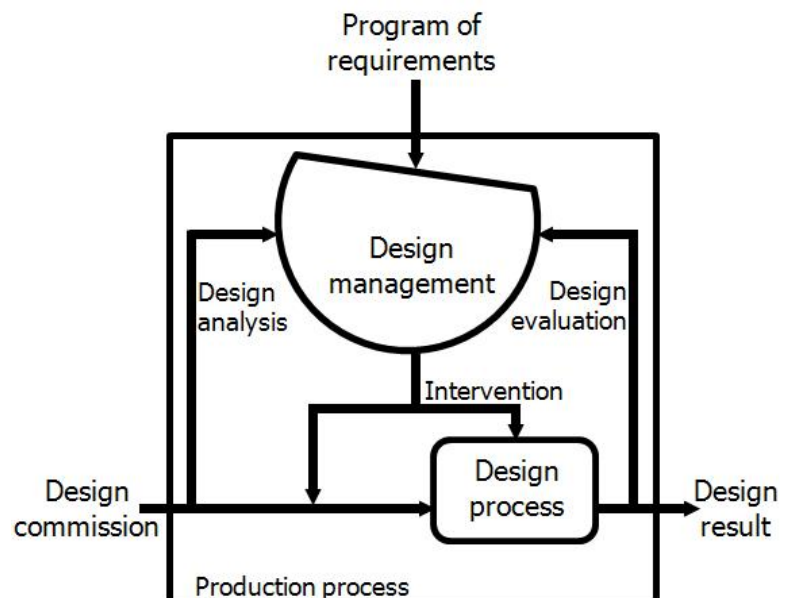 Program of
requirements
Design
management
Design
analysis
Design
evaluation
Intervention
Design
process
Design
commission
Design
result
Production process